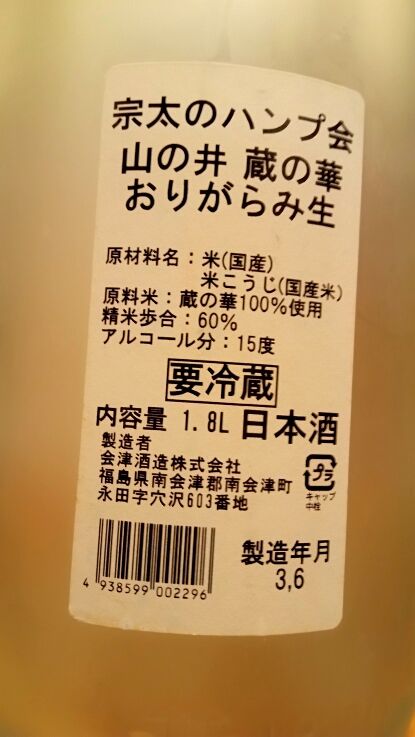 宗太のハンプ会
山の井 蔵の華
おりがらみ生
原材料名：米(国産)
米こうじ(国産米)
原料米：蔵の華100%使用
精米歩合：60%
アルコール分：15度
要冷蔵
内容量 1.8L 日本酒
製造者
会津酒造株式会社
福島県南会津郡南会津町
永田字穴沢603番地
プラ
キャップ
中栓
製造年月
3,6
4 938599 002296